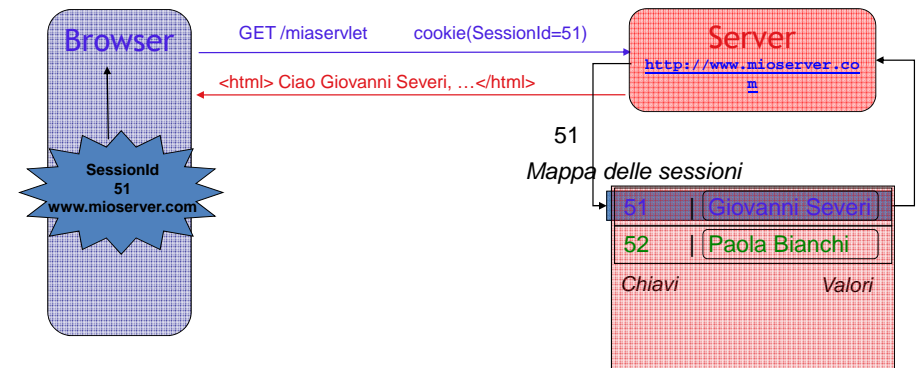 Browser
GET /miaservlet cookie(SessionId=51)
Server
http://www.mioserver.co
m
<html> Ciao Giovanni Severi, …</html>
51
Mappa delle sessioni
SessionId
51
www.mioserver.com
51 | Giovanni Severi
52 | Paola Bianchi
Chiavi Valori